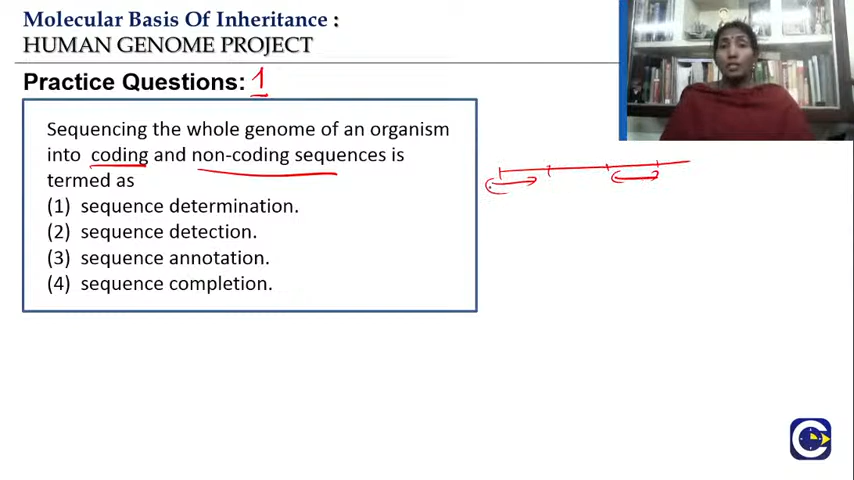 Molecular Basis Of Inheritance :
HUMAN GENOME PROJECT
Practice Questions: 1
Sequencing the whole genome of an organism
into coding and non-coding sequences is
termed as
(1) sequence determination.
(2) sequence detection.
(3) sequence annotation.
(4) sequence completion.